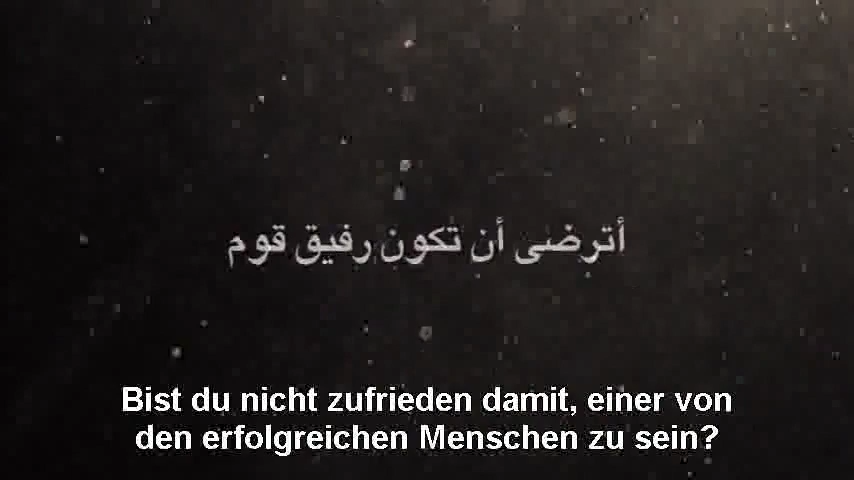 أترضى أن تكون رفيق قوم
Bist du nicht zufrieden damit, einer von
den erfolgreichen Menschen zu sein?